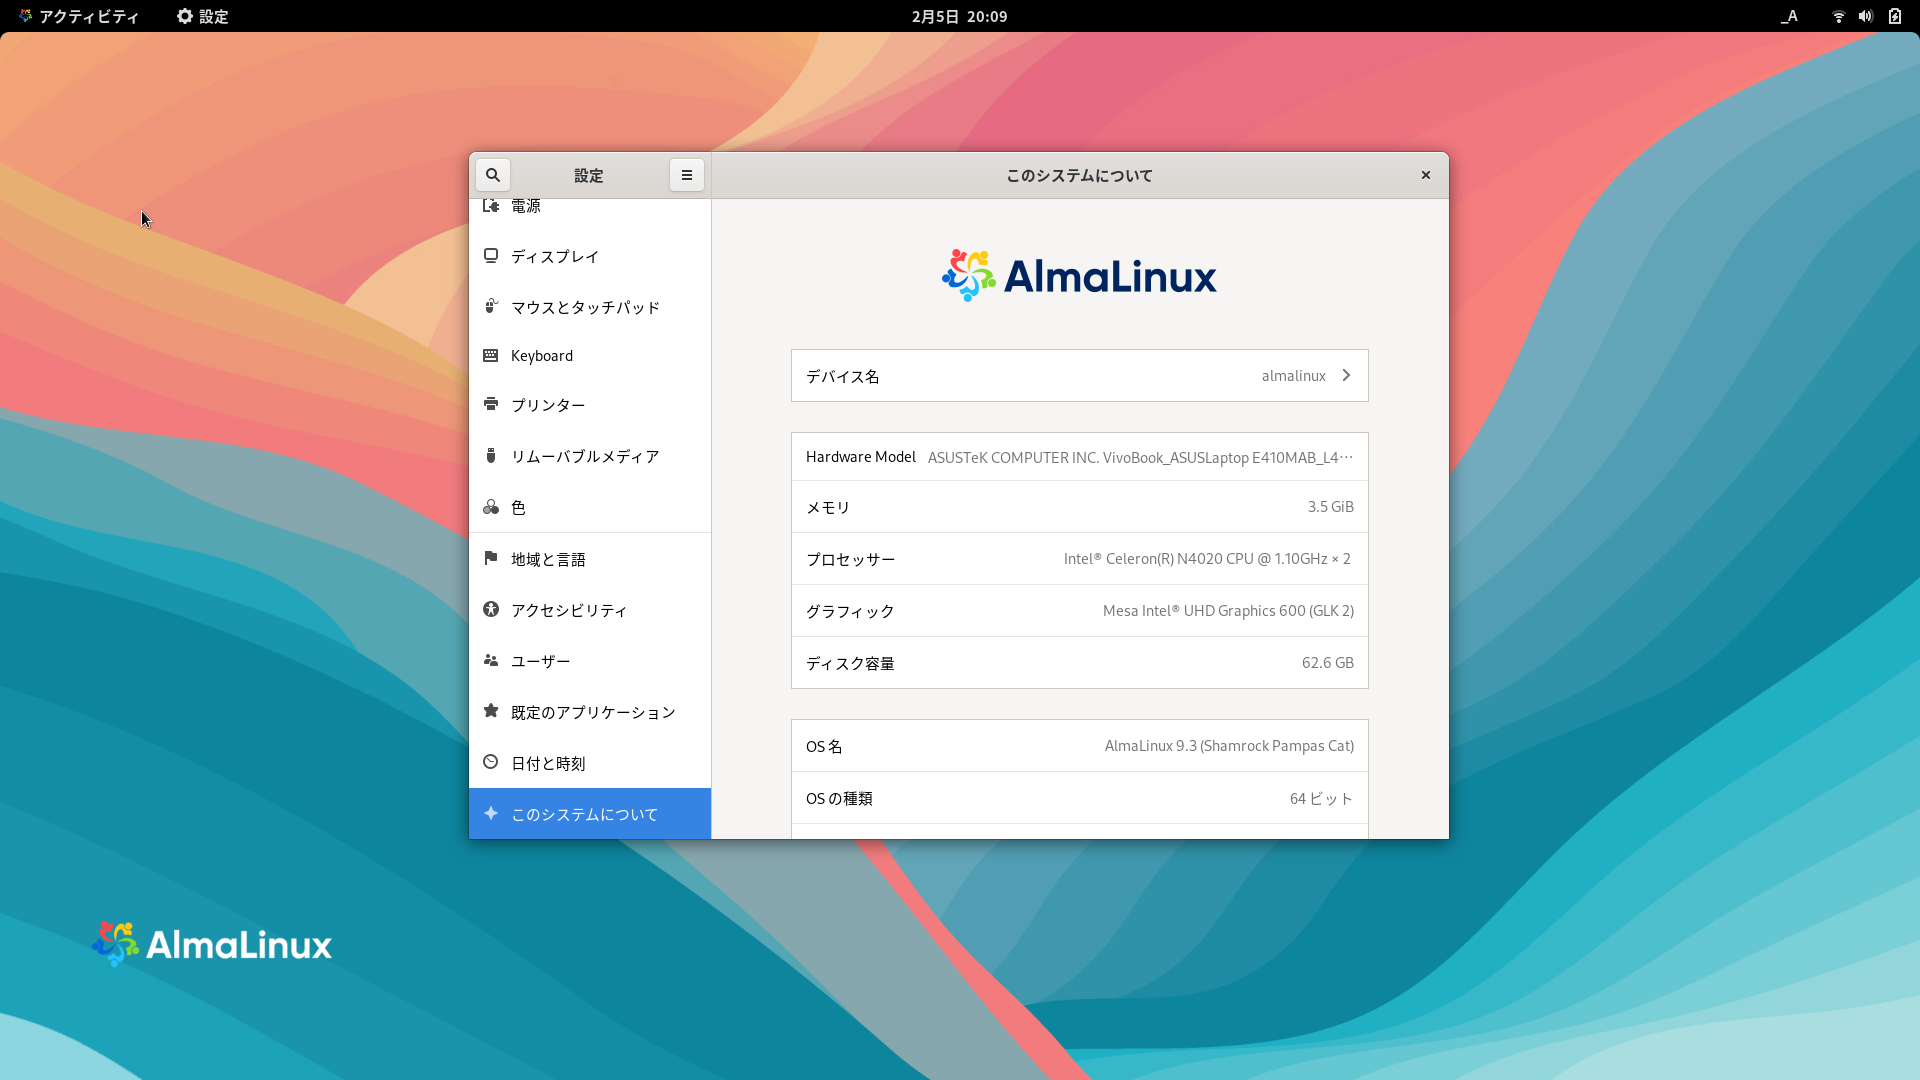 アクティビティ
設定
2月5日 20:09
_A
設定
このシステムについて
電源
ディスプレイ
マウスとタッチパッド
Keyboard
プリンター
リムーバブルメディア
色
地域と言語
アクセシビリティ
ユーザー
既定のアプリケーション
日付と時刻
このシステムについて
AlmaLinux
デバイス名 almalinux
Hardware Model ASUSTeK COMPUTER INC. VivoBook_ASUSLaptop E410MAB_L4…
メモリ 3.5 GiB
プロセッサー Intel® Celeron(R) N4020 CPU @ 1.10GHz × 2
グラフィック Mesa Intel® UHD Graphics 600 (GLK 2)
ディスク容量 62.6 GB
OS 名 AlmaLinux 9.3 (Shamrock Pampas Cat)
OS の種類 64 ビット
AlmaLinux